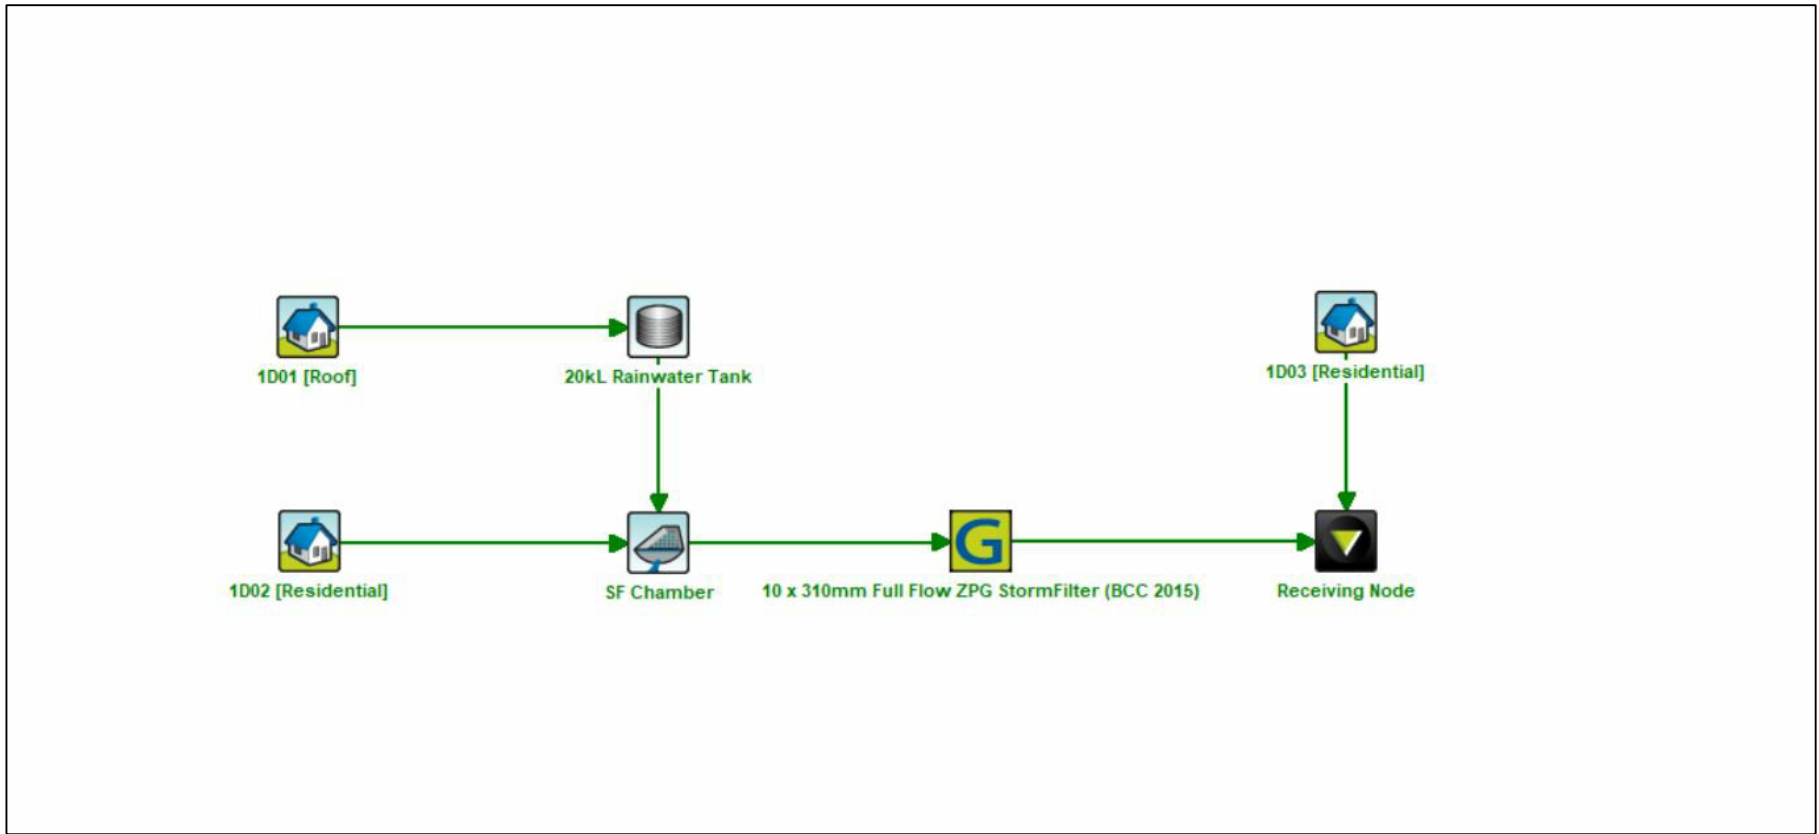 1D01 [Roof]
20kL Rainwater Tank
1D03 [Residential]
1D02 [Residential]
SF Chamber
G
10 x 310mm Full Flow ZPG StormFilter (BCC 2015)
Receiving Node